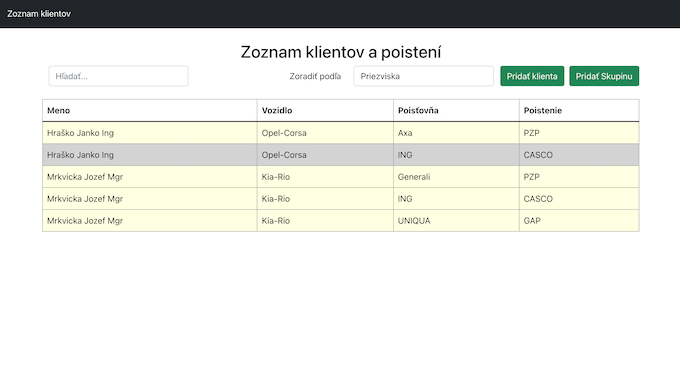 Zoznam klientov
Zoznam klientov a poistení
Hľadať... Zoradiť podľa Priezviska Pridať klienta Pridať Skupinu
Meno Vozidlo Poisťovňa Poistenie
Hraško Janko Ing Opel-Corsa Axa PZP
Hraško Janko Ing Opel-Corsa ING CASCO
Mrkvicka Jozef Mgr Kia-Rio Generali PZP
Mrkvicka Jozef Mgr Kia-Rio ING CASCO
Mrkvicka Jozef Mgr Kia-Rio UNIQUA GAP